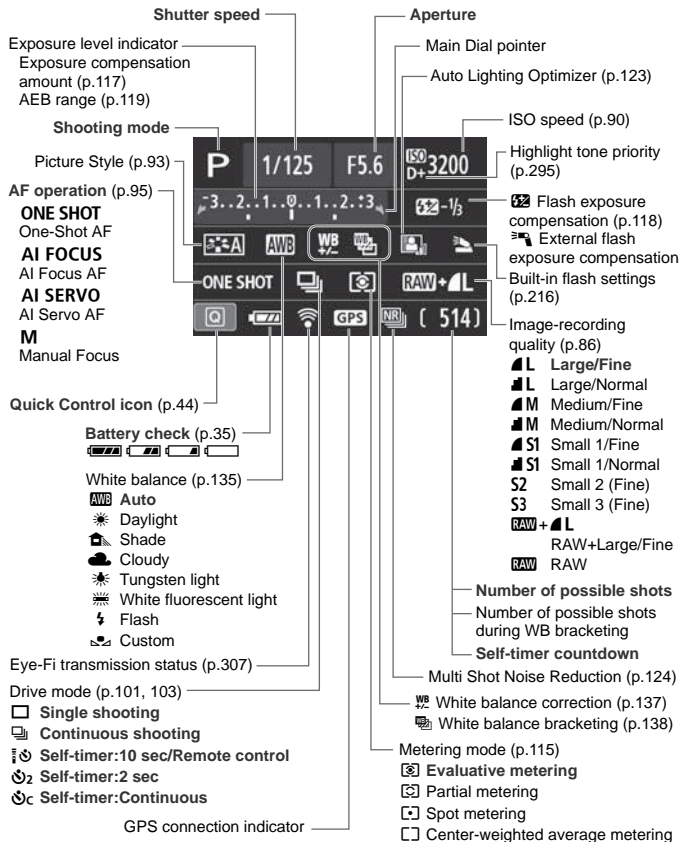 Shutter speed
Aperture
Exposure level indicator
Exposure compensation
amount (p.117)
AEB range (p.119)
Main Dial pointer
Auto Lighting Optimizer (p.123)
Shooting mode
ISO speed (p.90)
Picture Style (p.93)
Highlight tone priority
(p.295)
AF operation (p.95)
ONE SHOT
One-Shot AF
AI FOCUS
AI Focus AF
AI SERVO
AI Servo AF
M
Manual Focus
P 1/125 F5.6 ISO D+ 3200
-3..2..1..0..1..2.:3 -1/3
A AWB WB +/-
ONE SHOT RAW+L
Q GPS NR ( 514)
Flash exposure
compensation (p.118)
External flash
exposure compensation
Built-in flash settings
(p.216)
Image-recording
quality (p.86)
L Large/Fine
L Large/Normal
M Medium/Fine
M Medium/Normal
S1 Small 1/Fine
S1 Small 1/Normal
S2 Small 2 (Fine)
S3 Small 3 (Fine)
RAW+L
RAW+Large/Fine
RAW RAW
Quick Control icon (p.44)
Battery check (p.35)
White balance (p.135)
AWB Auto
Daylight
Shade
Cloudy
Tungsten light
White fluorescent light
Flash
Custom
Eye-Fi transmission status (p.307)
Drive mode (p.101, 103)
Single shooting
Continuous shooting
Self-timer:10 sec/Remote control
2 Self-timer:2 sec
C Self-timer:Continuous
GPS connection indicator
Number of possible shots
Number of possible shots
during WB bracketing
Self-timer countdown
Multi Shot Noise Reduction (p.124)
WB +/- White balance correction (p.137)
White balance bracketing (p.138)
Metering mode (p.115)
Evaluative metering
Partial metering
Spot metering
Center-weighted average metering